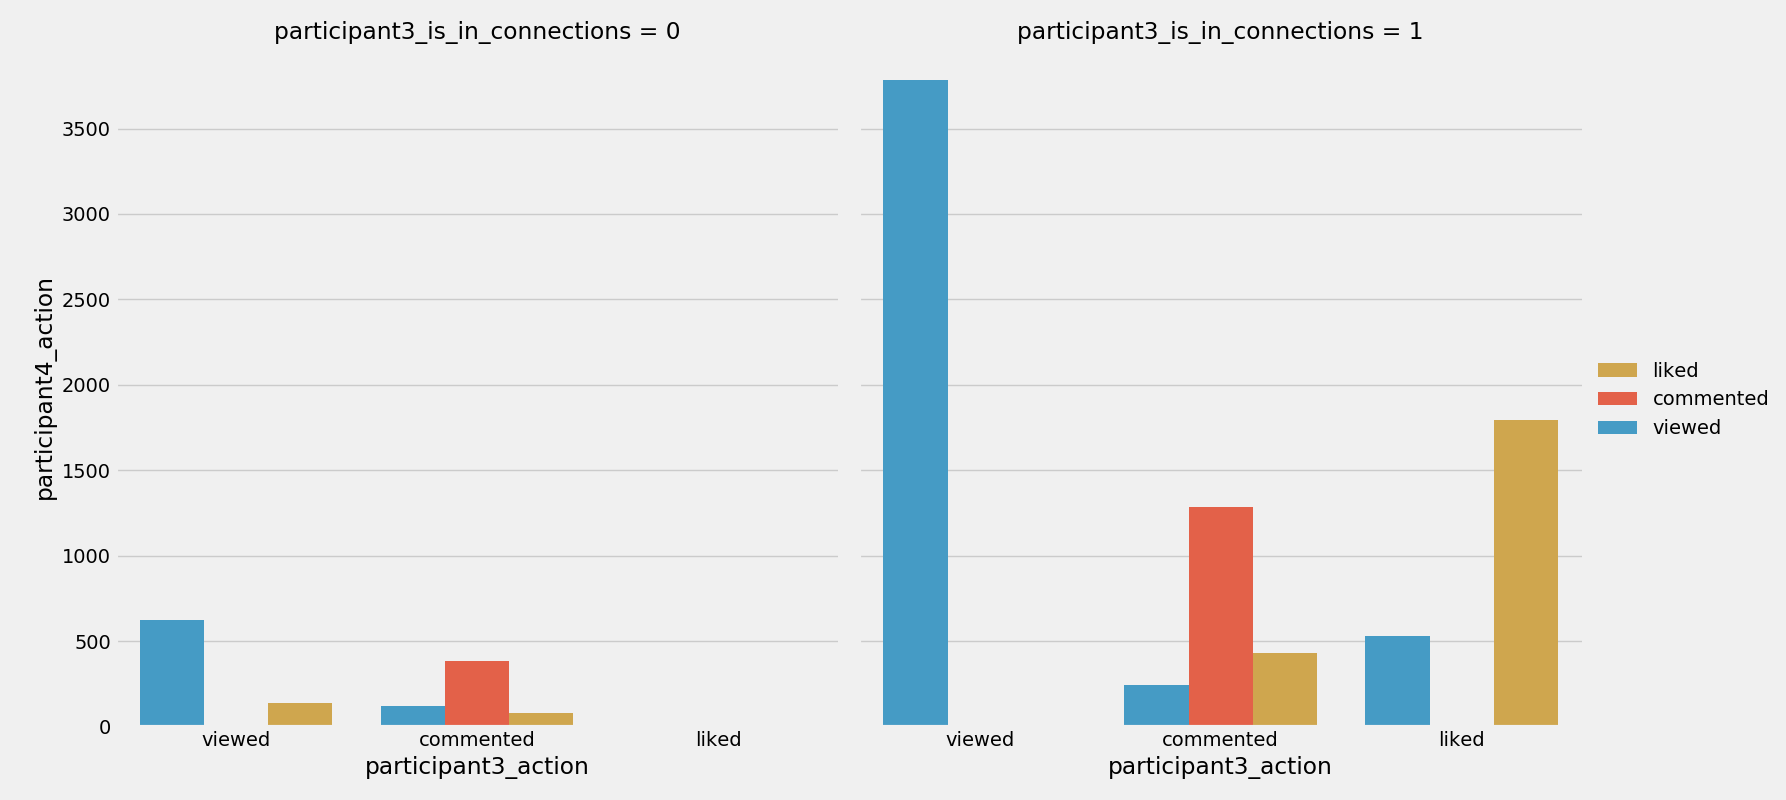 participant3_is_in_connections = 0
participant3_is_in_connections = 1
participant4_action
3500
3000
2500
2000
1500
1000
500
0
viewed
commented
liked
participant3_action
viewed
commented
liked
participant3_action
liked
commented
viewed